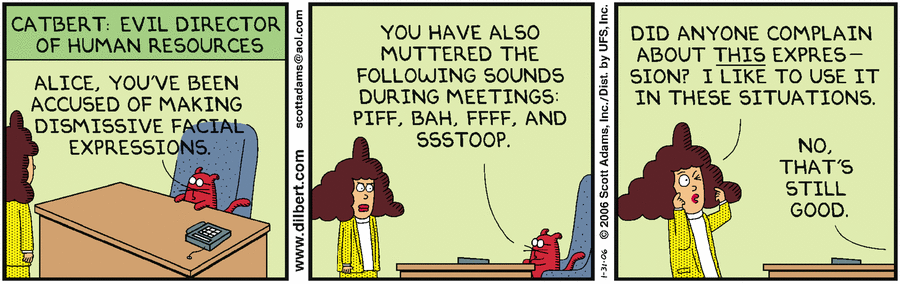 CATBERT: EVIL DIRECTOR
OF HUMAN RESOURCES
ALICE, YOU'VE BEEN
ACCUSED OF MAKING
DISMISSIVE FACIAL
EXPRESSIONS.
www.dilbert.com
scottadams@aol.com
YOU HAVE ALSO
MUTTERED THE
FOLLOWING SOUNDS
DURING MEETINGS:
PIFF, BAH, FFFF, AND
SSSTOOP.
1-31-06 © 2006 Scott Adams, Inc./Dist. by UFS, Inc.
DID ANYONE COMPLAIN
ABOUT THIS EXPRES-
SION? I LIKE TO USE IT
IN THESE SITUATIONS.
NO,
THAT'S
STILL
GOOD.